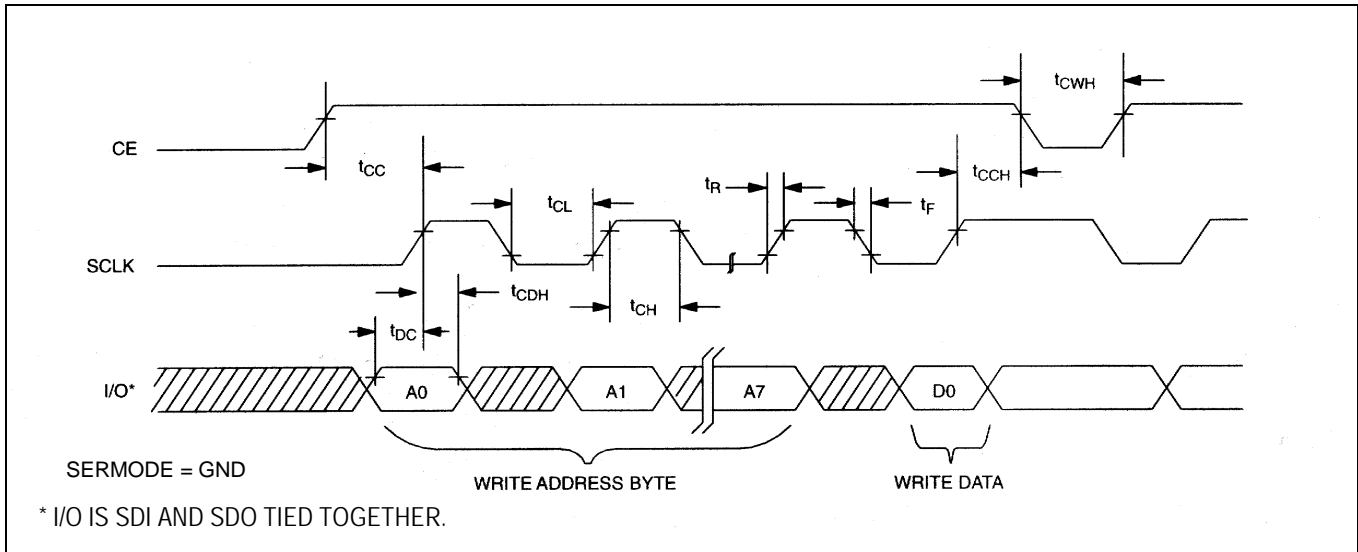 tCWH
CE
tCC
tCCH
tR
tCL
tF
SCLK
tCDH
tCH
tDC
I/O*
A0
A1
A7
D0
WRITE ADDRESS BYTE
WRITE DATA
SERMODE = GND
* I/O IS SDI AND SDO TIED TOGETHER.